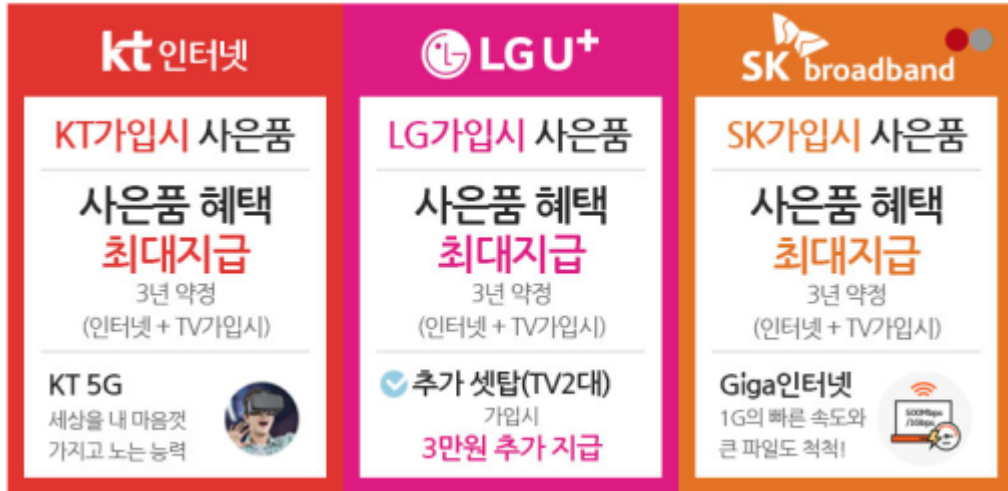 kt 인터넷
KT가입시 사은품
사은품 혜택
최대지급
3년 약정
(인터넷 + TV가입시)
KT 5G
세상을 내 마음껏
가지고 노는 능력
LG U+
LG가입시 사은품
사은품 혜택
최대지급
3년 약정
(인터넷 + TV가입시)
추가 셋탑(TV2대)
가입시
3만원 추가 지급
SK broadband
SK가입시 사은품
사은품 혜택
최대지급
3년 약정
(인터넷 + TV가입시)
Giga인터넷
1G의 빠른 속도와
큰 파일도 척척!
500Mbps
/1Gbps